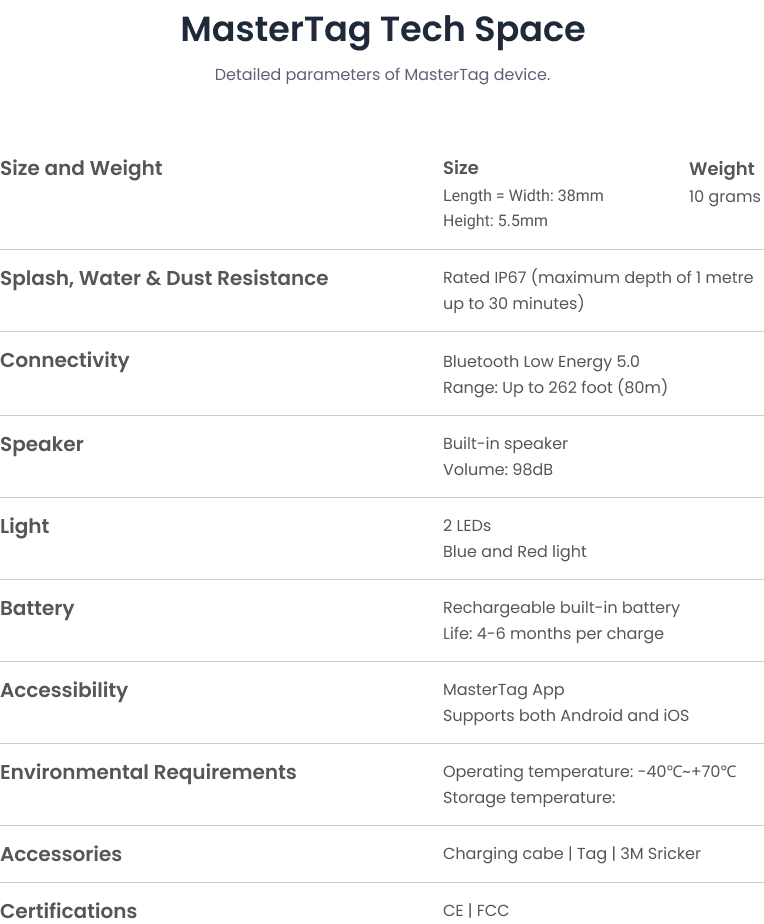 MasterTag Tech Space
Detailed parameters of MasterTag device.
Size and Weight
Size
Length = Width: 38mm
Height: 5.5mm
Weight
10 grams
Splash, Water & Dust Resistance
Rated IP67 (maximum depth of 1 metre
up to 30 minutes)
Connectivity
Bluetooth Low Energy 5.0
Range: Up to 262 foot (80m)
Speaker
Built-in speaker
Volume: 98dB
Light
2 LEDs
Blue and Red light
Battery
Rechargeable built-in battery
Life: 4-6 months per charge
Accessibility
MasterTag App
Supports both Android and iOS
Environmental Requirements
Operating temperature: -40℃~+70℃
Storage temperature:
Accessories
Charging cabe | Tag | 3M Sricker
Certifications
CE | FCC